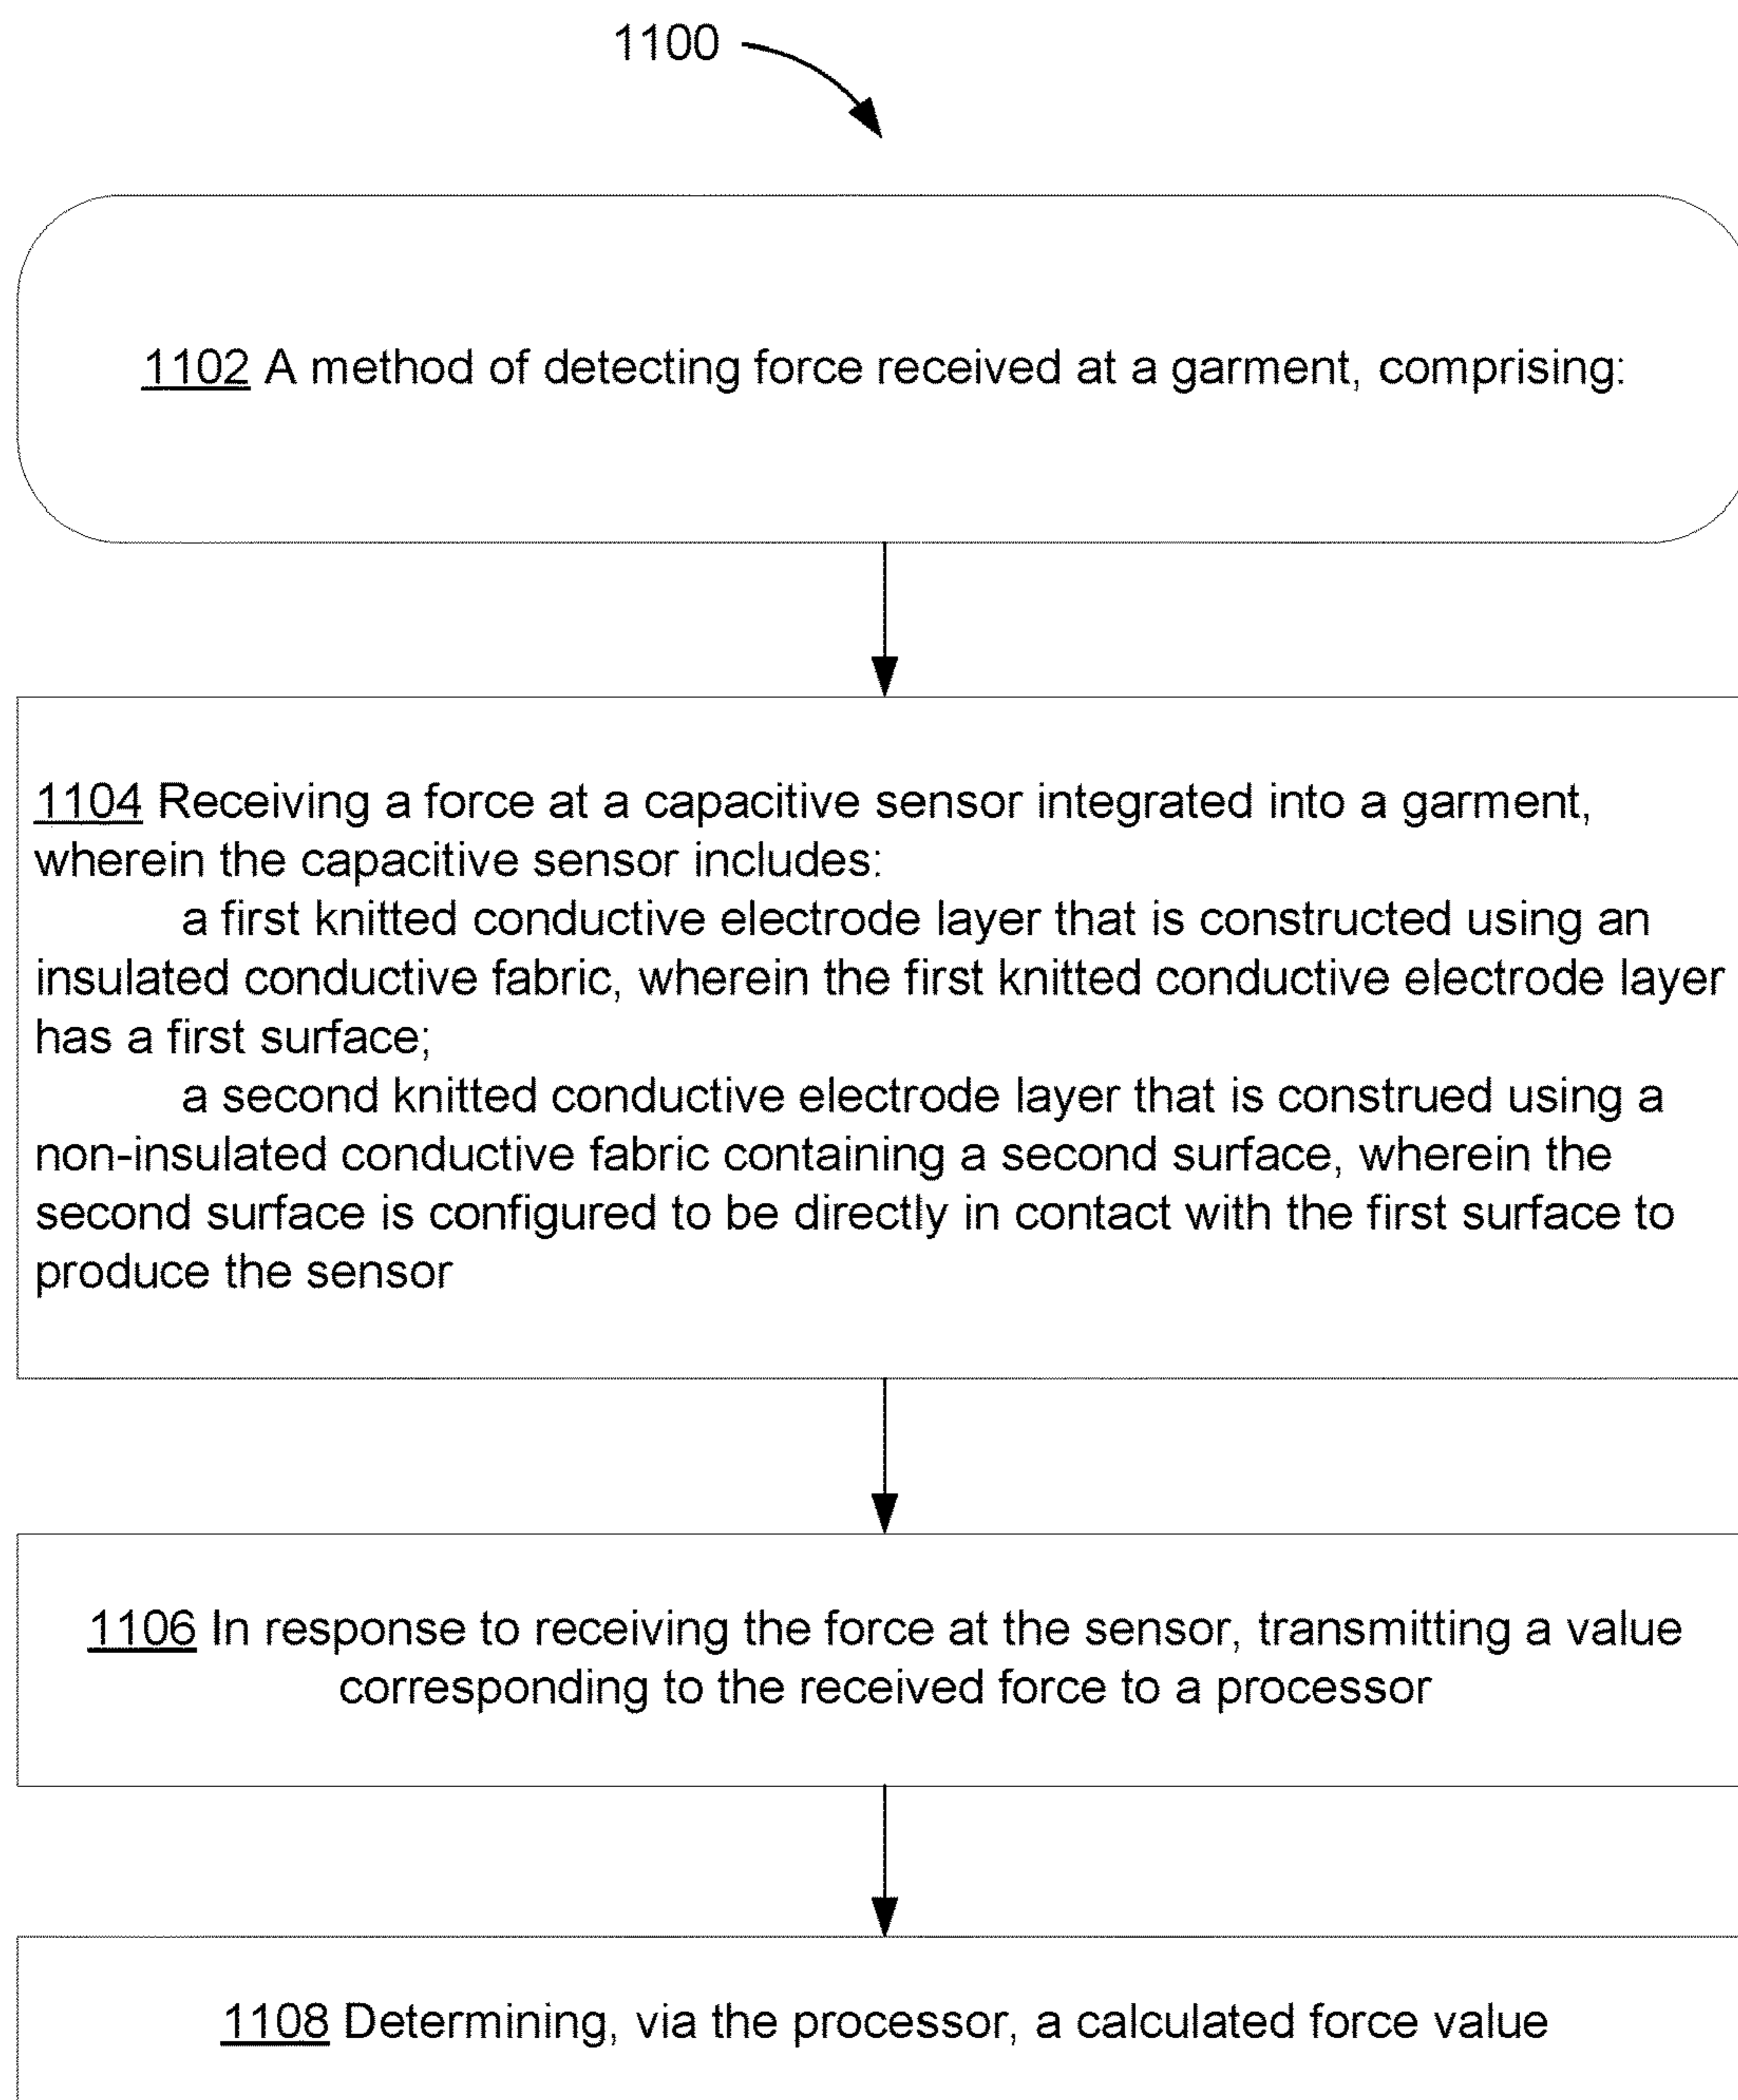 1100
1102 A method of detecting force received at a garment, comprising:
1104 Receiving a force at a capacitive sensor integrated into a garment,
wherein the capacitive sensor includes:
a first knitted conductive electrode layer that is constructed using an
insulated conductive fabric, wherein the first knitted conductive electrode layer
has a first surface;
a second knitted conductive electrode layer that is construed using a
non-insulated conductive fabric containing a second surface, wherein the
second surface is configured to be directly in contact with the first surface to
produce the sensor
1106 In response to receiving the force at the sensor, transmitting a value
corresponding to the received force to a processor
1108 Determining, via the processor, a calculated force value